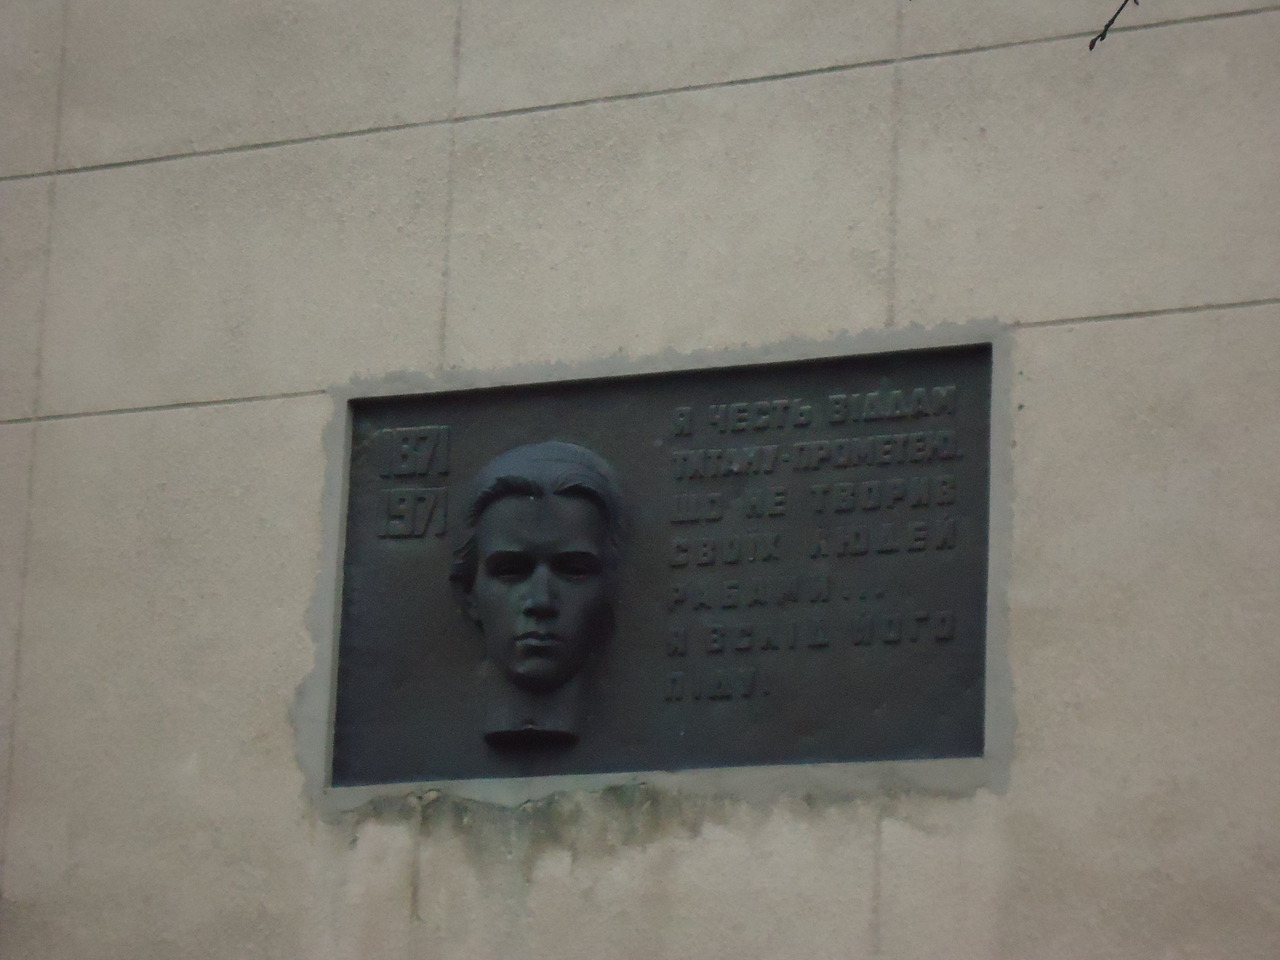 1871
1971
Я ЧЕСТЬ ВІДДАМ
ТИТАНУ-ПРОМЕТЕЮ,
ЩО НЕ ТВОРИВ
СВОЇХ ЛЮДЕЙ
РАБАМИ...
Я ВСЛІД ЙОГО
ПІДУ.